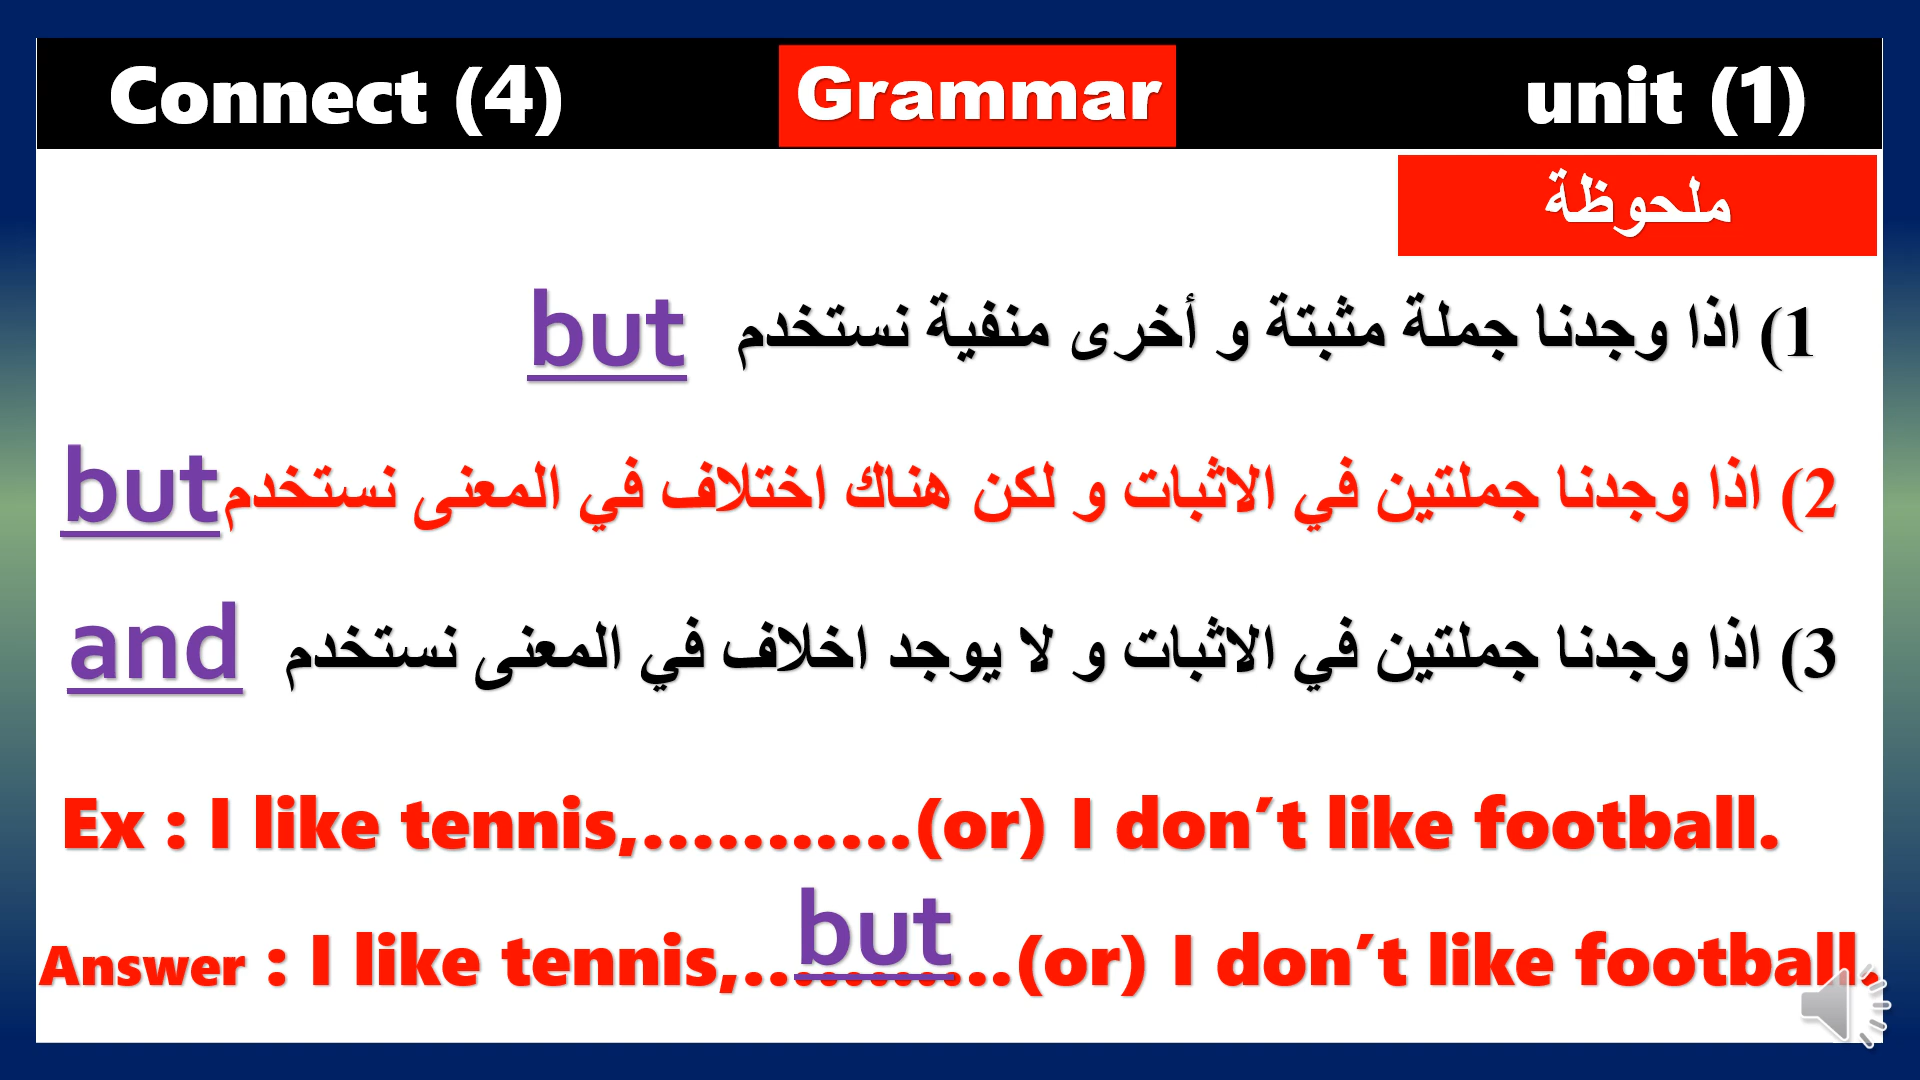 Connect (4) Grammar unit (1)
ملحوظة
1) اذا وجدنا جملة مثبتة و أخرى منفية نستخدم but
2) اذا وجدنا جملتين في الاثبات و لكن هناك اختلاف في المعنى نستخدم but
3) اذا وجدنا جملتين في الاثبات و لا يوجد اخلاف في المعنى نستخدم and
Ex : I like tennis,...........(or) I don′t like football.
but
Answer : I like tennis,...........(or) I don′t like football.